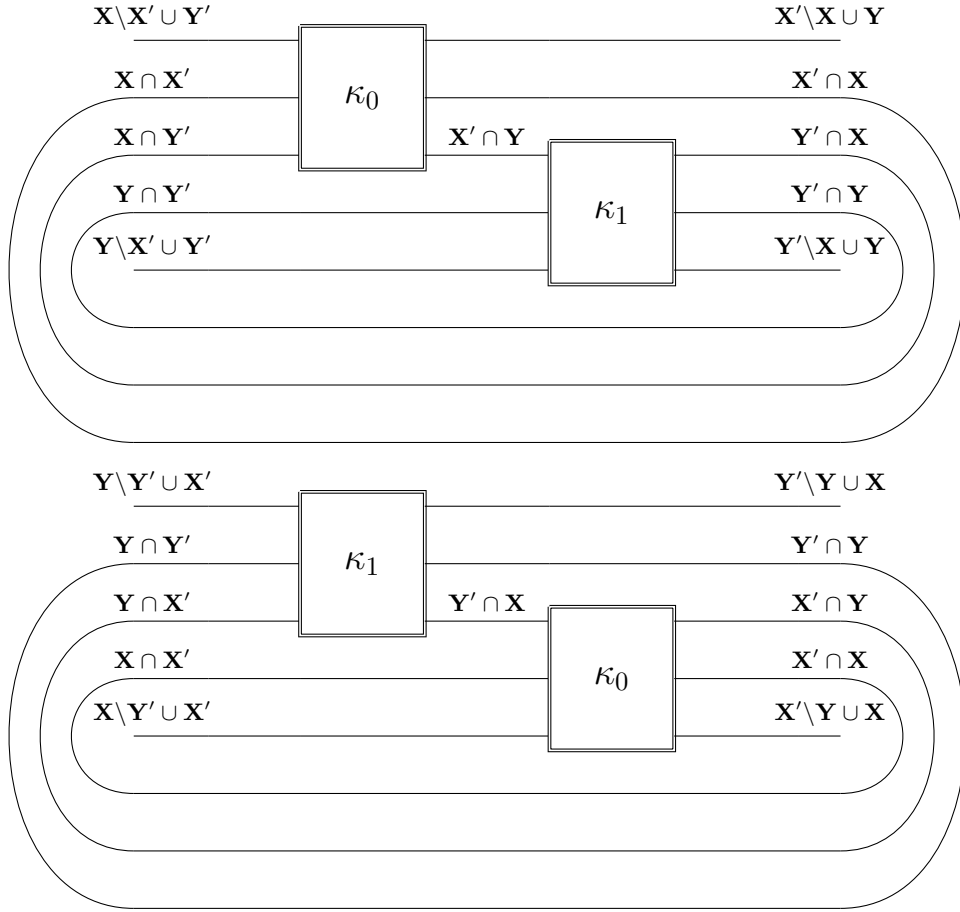 𝐗\𝐗′ ∪ 𝐘′ 𝐗′\𝐗 ∪ 𝐘
𝐗 ∩ 𝐗′ κ₀ 𝐗′ ∩ 𝐗
𝐗 ∩ 𝐘′ 𝐗′ ∩ 𝐘 𝐘′ ∩ 𝐗
𝐘 ∩ 𝐘′ κ₁ 𝐘′ ∩ 𝐘
𝐘\𝐗′ ∪ 𝐘′ 𝐘′\𝐗 ∪ 𝐘
𝐘\𝐘′ ∪ 𝐗′ 𝐘′\𝐘 ∪ 𝐗
𝐘 ∩ 𝐘′ κ₁ 𝐘′ ∩ 𝐘
𝐘 ∩ 𝐗′ 𝐘′ ∩ 𝐗 𝐗′ ∩ 𝐘
𝐗 ∩ 𝐗′ κ₀ 𝐗′ ∩ 𝐗
𝐗\𝐘′ ∪ 𝐗′ 𝐗′\𝐘 ∪ 𝐗